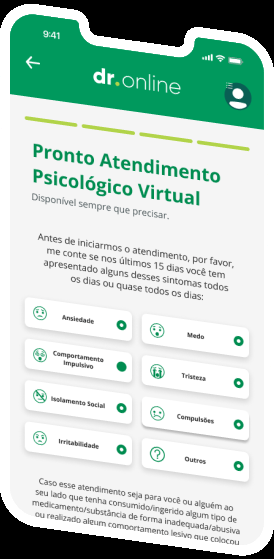 9:41
dr.online
Pronto Atendimento
Psicológico Virtual
Disponível sempre que precisar.
Antes de iniciarmos o atendimento, por favor,
me conte se nos últimos 15 dias você tem
apresentado alguns desses sintomas todos
os dias ou quase todos os dias:
Ansiedade
Medo
Comportamento
Impulsivo
Tristeza
Isolamento Social
Compulsões
Irritabilidade
Outros
Caso esse atendimento seja para você ou alguém ao
seu lado que tenha consumido/ingerido algum tipo de
medicamento/substância de forma inadequada/abusiva
ou realizado algum comportamento lesivo que colocou